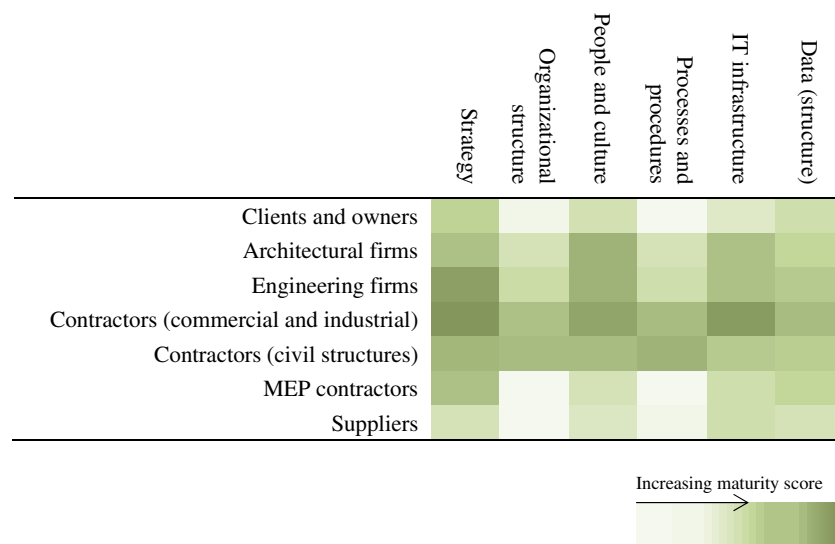 Strategy
Organizational
structure
People and culture
Processes and
procedures
IT infrastructure
Data (structure)
Clients and owners
Architectural firms
Engineering firms
Contractors (commercial and industrial)
Contractors (civil structures)
MEP contractors
Suppliers
Increasing maturity score